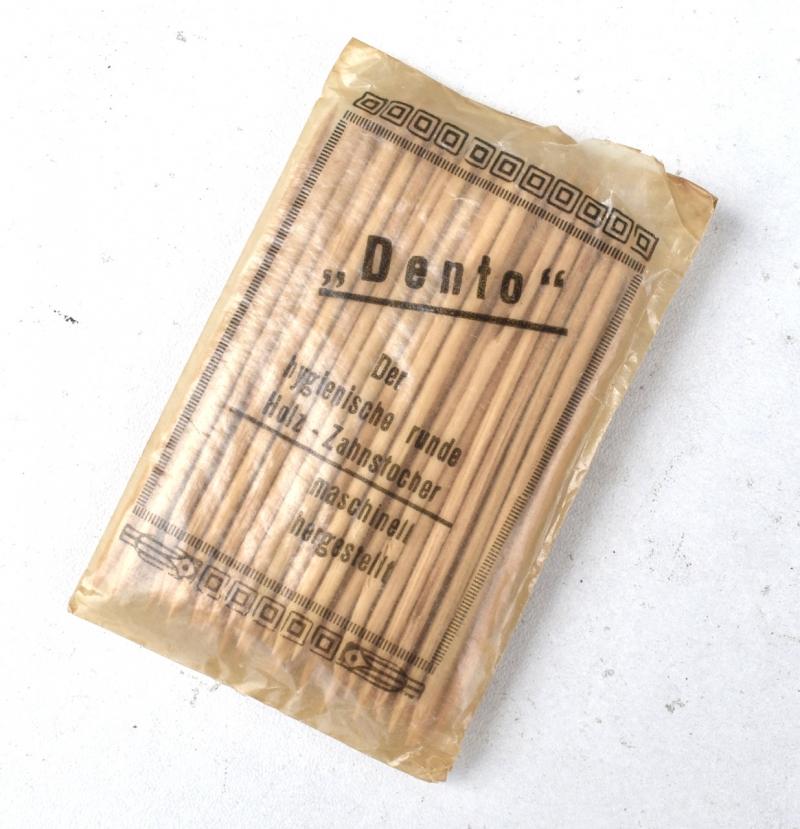 „Dento“
Der
hygienische runde
Holz-Zahnstocher
maschinell
hergestellt